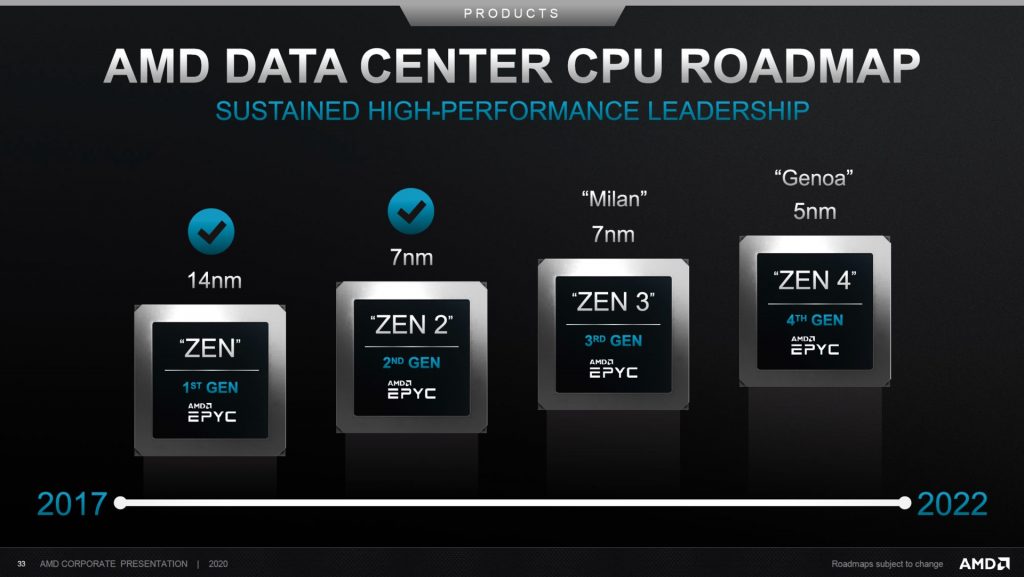 PRODUCTS
AMD DATA CENTER CPU ROADMAP
SUSTAINED HIGH-PERFORMANCE LEADERSHIP
14nm
"ZEN"
1ST GEN
AMD
EPYC
7nm
"ZEN 2"
2ND GEN
AMD
EPYC
"Milan"
7nm
"ZEN 3"
3RD GEN
AMD
EPYC
"Genoa"
5nm
"ZEN 4"
4TH GEN
AMD
EPYC
2017
2022
33 AMD CORPORATE PRESENTATION | 2020
Roadmaps subject to change
AMD